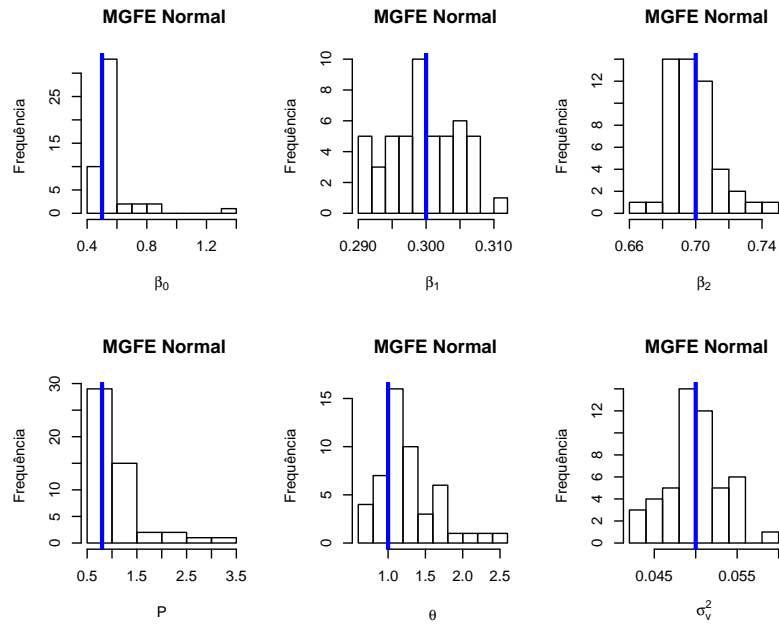 MGFE Normal MGFE Normal MGFE Normal
Frequência Frequência Frequência
5 15 25
0 2 4 6 8 10
0 4 8 12
0.4 0.8 1.2
0.290 0.300 0.310
0.66 0.70 0.74
β0 β1 β2
MGFE Normal MGFE Normal MGFE Normal
Frequência Frequência Frequência
0 10 20 30
0 5 10 15
0 2 4 6 8 12
0.5 1.5 2.5 3.5
1.0 1.5 2.0 2.5
0.045 0.055
P θ σ²v